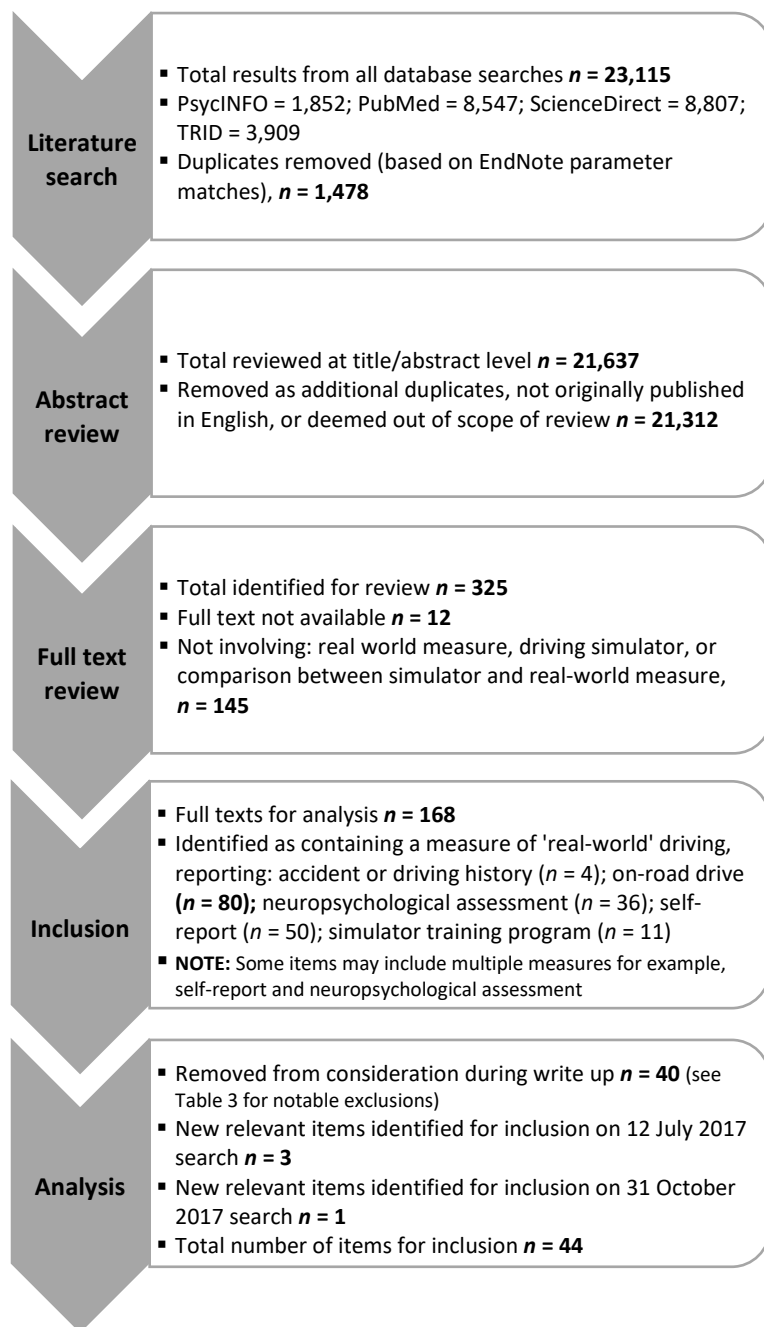 Literature
search
▪ Total results from all database searches n = 23,115
▪ PsycINFO = 1,852; PubMed = 8,547; ScienceDirect = 8,807;
TRID = 3,909
▪ Duplicates removed (based on EndNote parameter
matches), n = 1,478
Abstract
review
▪ Total reviewed at title/abstract level n = 21,637
▪ Removed as additional duplicates, not originally published
in English, or deemed out of scope of review n = 21,312
Full text
review
▪ Total identified for review n = 325
▪ Full text not available n = 12
▪ Not involving: real world measure, driving simulator, or
comparison between simulator and real-world measure,
n = 145
Inclusion
▪ Full texts for analysis n = 168
▪ Identified as containing a measure of 'real-world' driving,
reporting: accident or driving history (n = 4); on-road drive
(n = 80); neuropsychological assessment (n = 36); self-
report (n = 50); simulator training program (n = 11)
▪ NOTE: Some items may include multiple measures for example,
self-report and neuropsychological assessment
Analysis
▪ Removed from consideration during write up n = 40 (see
Table 3 for notable exclusions)
▪ New relevant items identified for inclusion on 12 July 2017
search n = 3
▪ New relevant items identified for inclusion on 31 October
2017 search n = 1
▪ Total number of items for inclusion n = 44